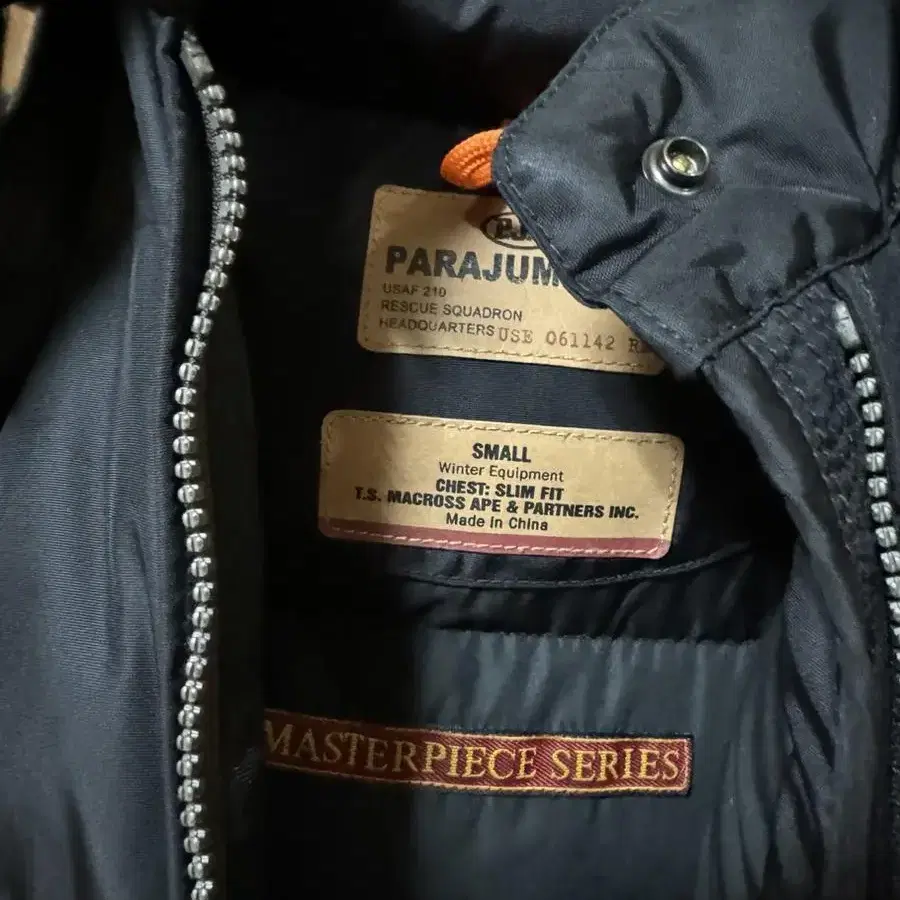 PJS
PARAJUM
USAF 210
RESCUE SQUADRON
HEADQUARTERS USE 061142 R
SMALL
Winter Equipment
CHEST: SLIM FIT
T.S. MACROSS APE & PARTNERS INC.
Made in China
MASTERPIECE SERIES